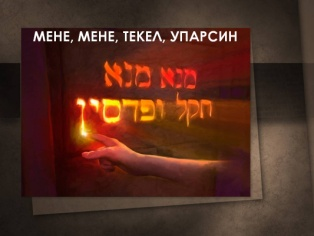 МЕНЕ, МЕНЕ, ТЕКЕЛ, УПАРСИН
מנא מנא
תקל ופרסין